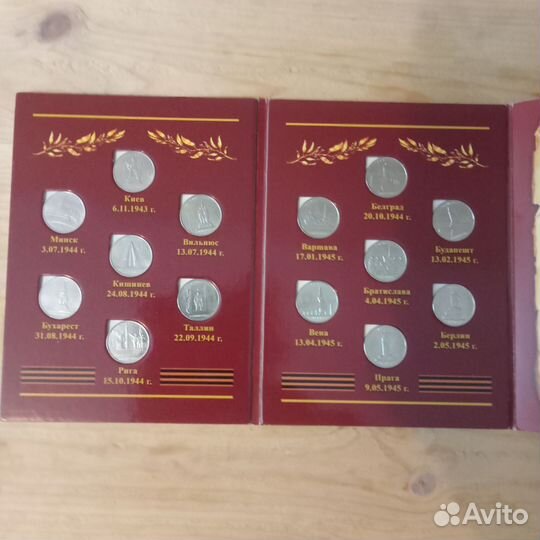 Киев
6.11.1943 г.
Минск
3.07.1944 г.
Вильнюс
13.07.1944 г.
Кишинев
24.08.1944 г.
Бухарест
31.08.1944 г.
Таллин
22.09.1944 г.
Рига
15.10.1944 г.
Белград
20.10.1944 г.
Варшава
17.01.1945 г.
Будапешт
13.02.1945 г.
Братислава
4.04.1945 г.
Вена
13.04.1945 г.
Берлин
2.05.1945 г.
Прага
9.05.1945 г.
Avito